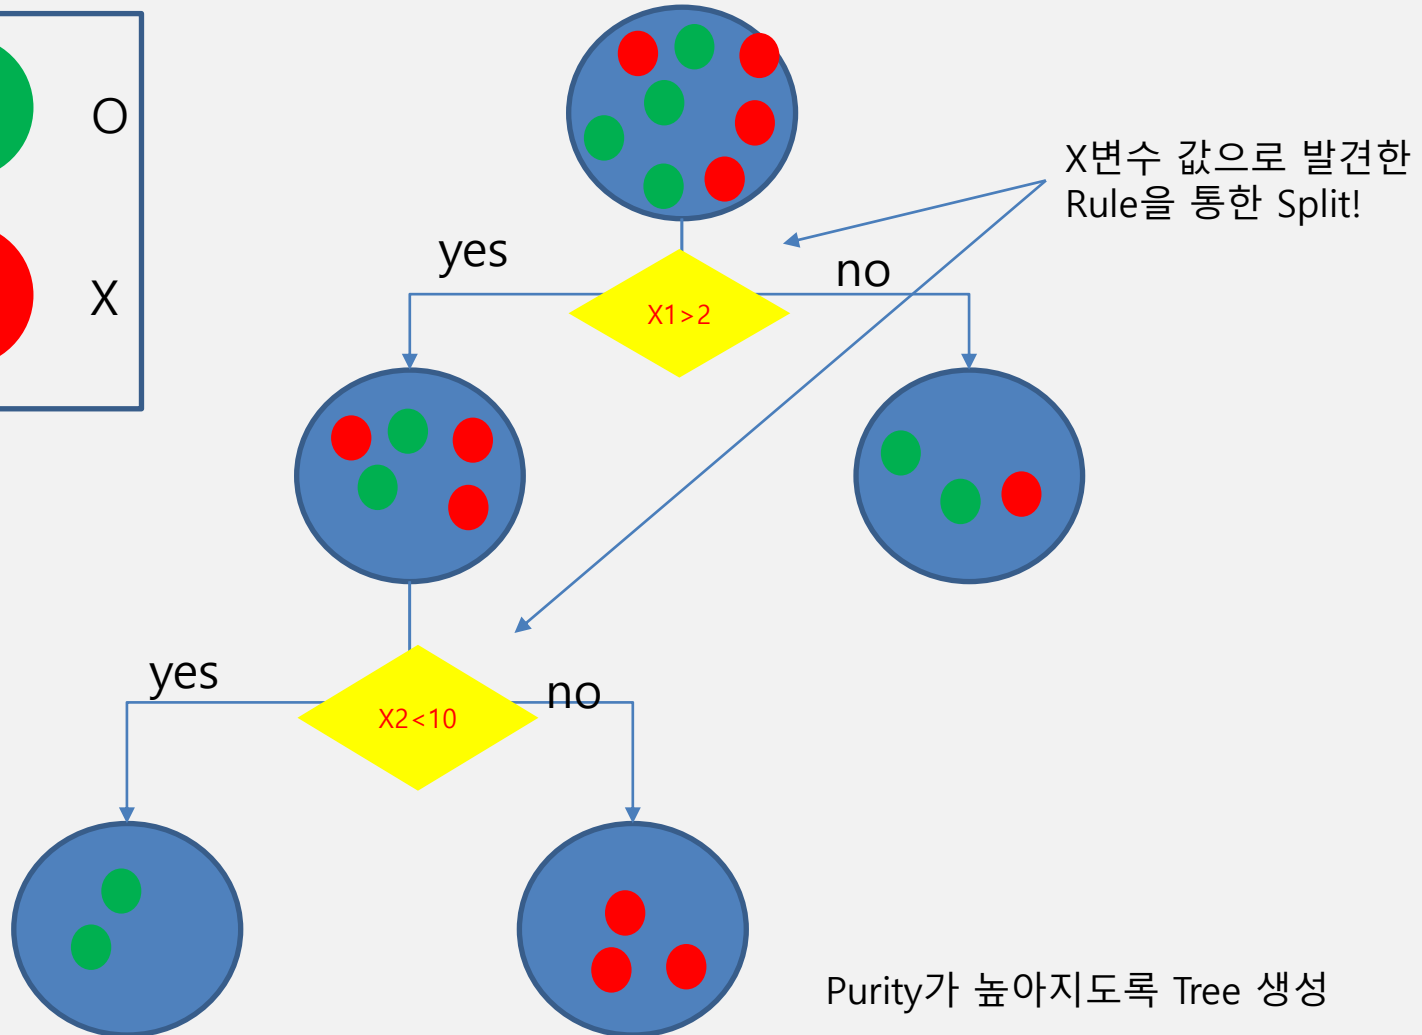 O
X
X변수 값으로 발견한
Rule을 통한 Split!
yes
no
X1>2
yes
no
X2<10
Purity가 높아지도록 Tree 생성